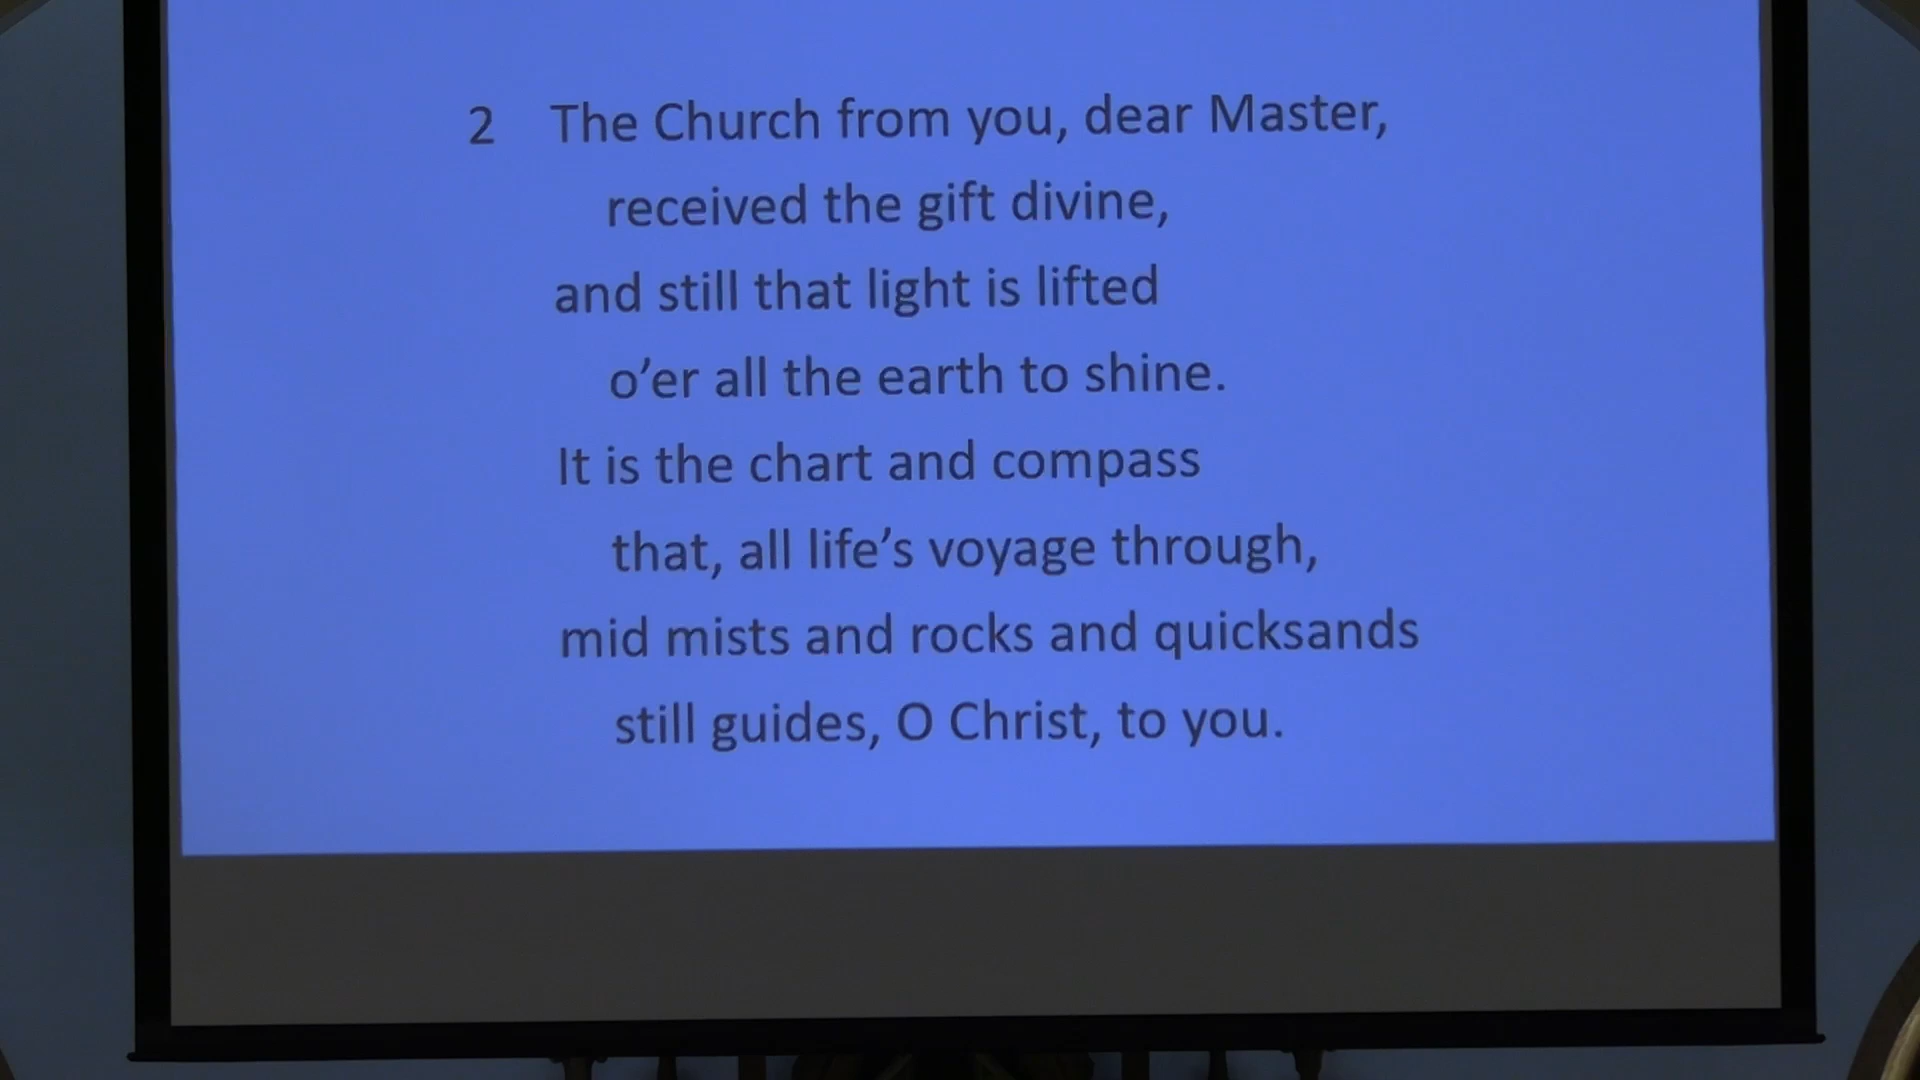 2 The Church from you, dear Master,
received the gift divine,
and still that light is lifted
o’er all the earth to shine.
It is the chart and compass
that, all life’s voyage through,
mid mists and rocks and quicksands
still guides, O Christ, to you.